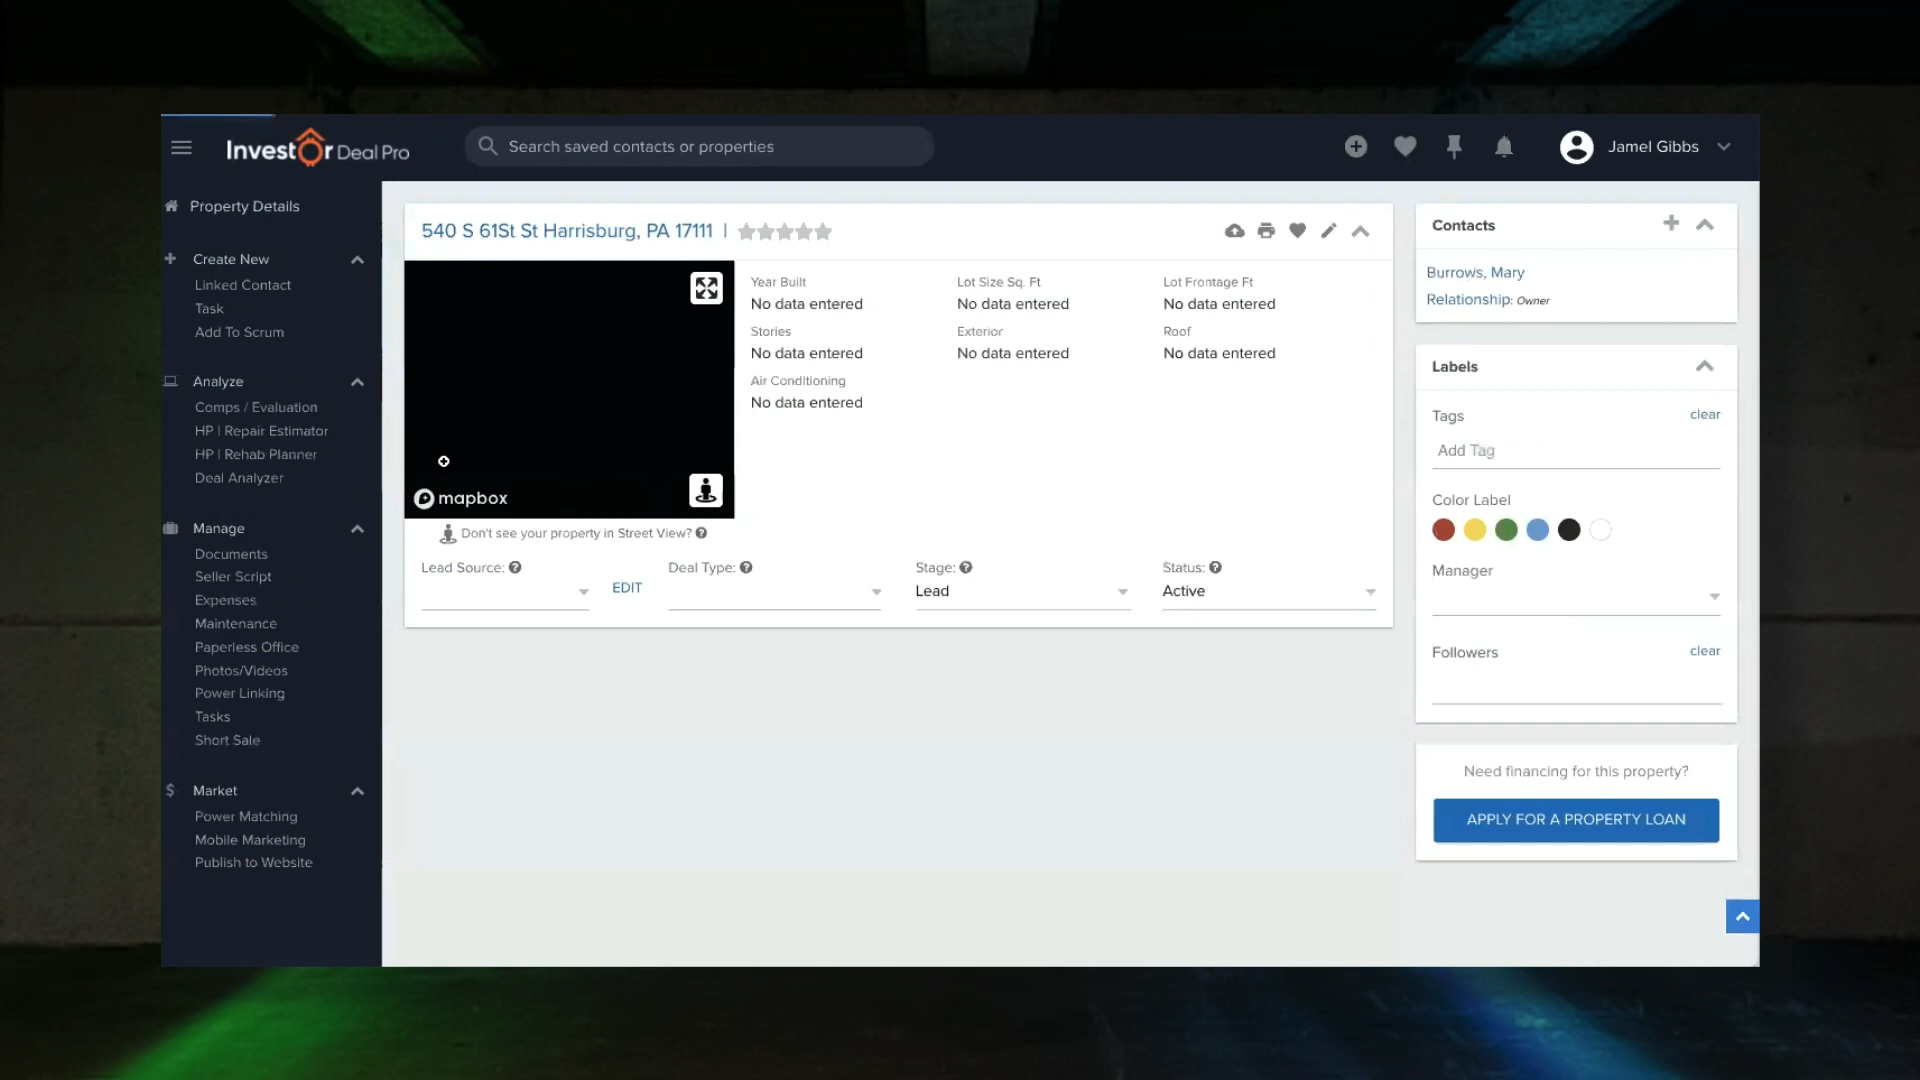 InvestOr Deal Pro
Search saved contacts or properties
Jamel Gibbs
Property Details
Create New
Linked Contact
Task
Add To Scrum
Analyze
Comps / Evaluation
HP | Repair Estimator
HP | Rehab Planner
Deal Analyzer
Manage
Documents
Seller Script
Expenses
Maintenance
Paperless Office
Photos/Videos
Power Linking
Tasks
Short Sale
$ Market
Power Matching
Mobile Marketing
Publish to Website
540 S 61St St Harrisburg, PA 17111 |
Year Built Lot Size Sq. Ft Lot Frontage Ft
No data entered No data entered No data entered
Stories Exterior Roof
No data entered No data entered No data entered
Air Conditioning
No data entered
mapbox
Don't see your property in Street View? ?
Lead Source: ? Deal Type: ? Stage: ? Status: ?
EDIT Lead Active
Contacts
Burrows, Mary
Relationship: Owner
Labels
Tags clear
Add Tag
Color Label
Manager
Followers clear
Need financing for this property?
APPLY FOR A PROPERTY LOAN